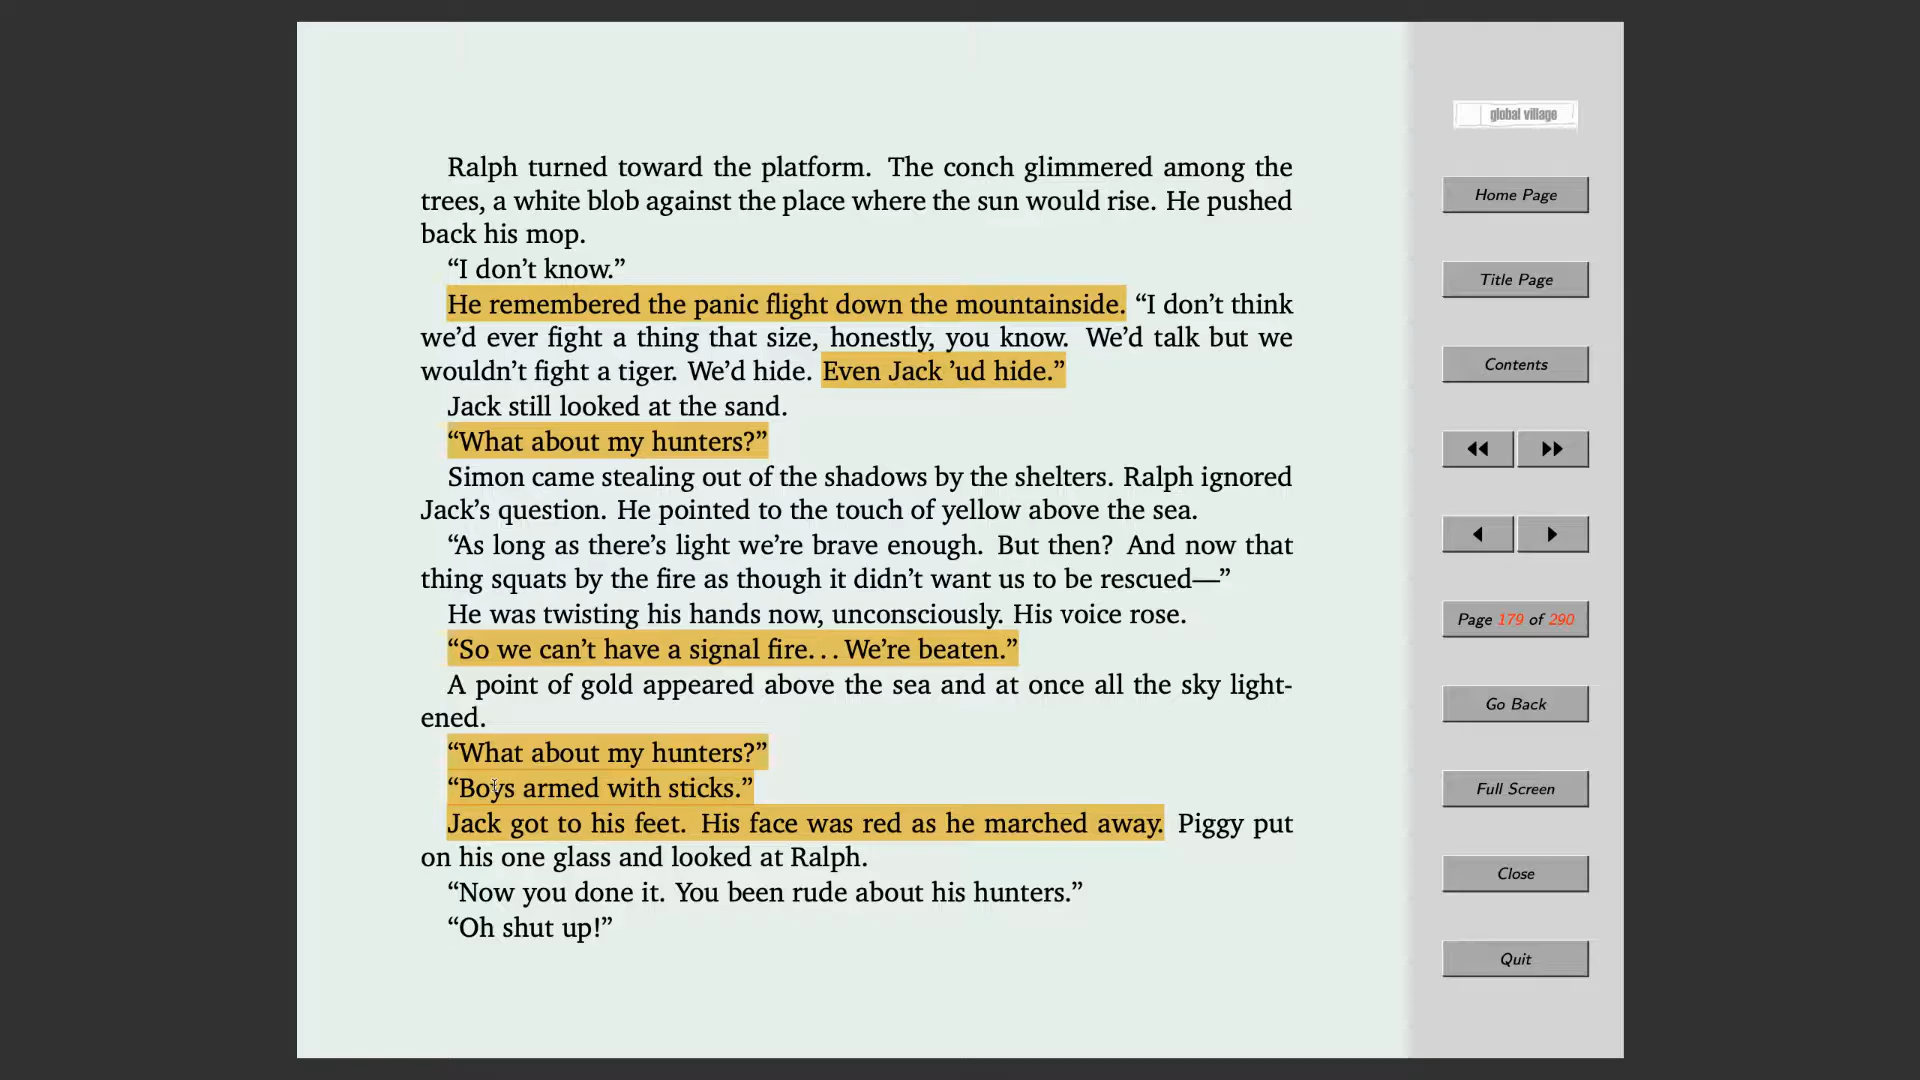 Ralph turned toward the platform. The conch glimmered among the
trees, a white blob against the place where the sun would rise. He pushed
back his mop.
“I don’t know.”
He remembered the panic flight down the mountainside. “I don’t think
we’d ever fight a thing that size, honestly, you know. We’d talk but we
wouldn’t fight a tiger. We’d hide. Even Jack ’ud hide.”
Jack still looked at the sand.
“What about my hunters?”
Simon came stealing out of the shadows by the shelters. Ralph ignored
Jack’s question. He pointed to the touch of yellow above the sea.
“As long as there’s light we’re brave enough. But then? And now that
thing squats by the fire as though it didn’t want us to be rescued—”
He was twisting his hands now, unconsciously. His voice rose.
“So we can’t have a signal fire. . . We’re beaten.”
A point of gold appeared above the sea and at once all the sky light-
ened.
“What about my hunters?”
“Boys armed with sticks.”
Jack got to his feet. His face was red as he marched away. Piggy put
on his one glass and looked at Ralph.
“Now you done it. You been rude about his hunters.”
“Oh shut up!”
global village
Home Page
Title Page
Contents
Page 179 of 290
Go Back
Full Screen
Close
Quit